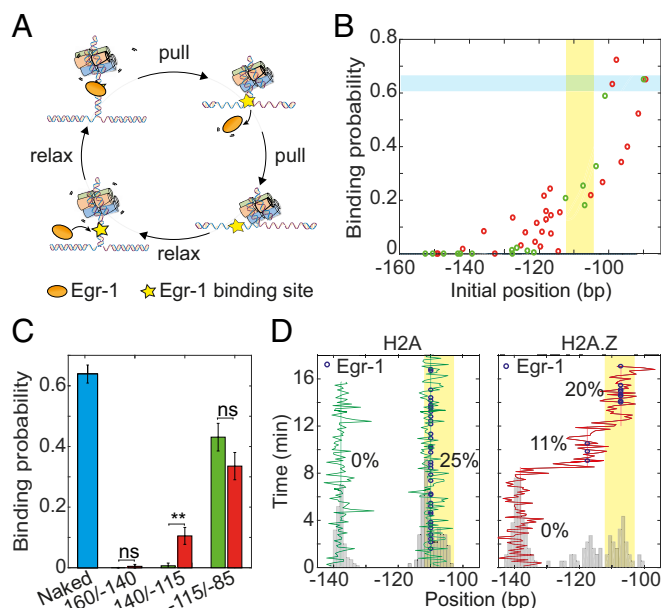 A
pull
pull
relax
relax
Egr-1
Egr-1 binding site
B
Binding probability
0.8
0.6
0.4
0.2
0
-160
-140
-120
-100
Initial position (bp)
C
Binding probability
0.6
0.4
0.2
0
ns
**
ns
Naked
160/-140
140/-115
-115/-85
D
H2A
H2A.Z
Egr-1
Egr-1
Time (min)
16
12
8
4
0
0%
25%
20%
11%
0%
-140
-120
-100
-140
-120
-100
Position (bp)